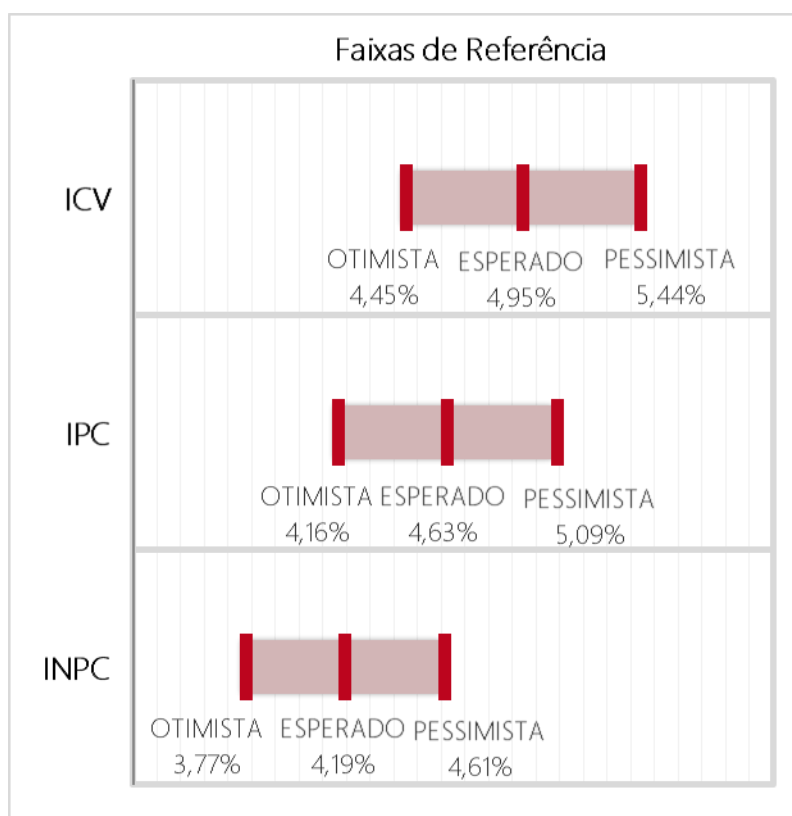 Faixas de Referência
ICV
OTIMISTA ESPERADO PESSIMISTA
4,45% 4,95% 5,44%
IPC
OTIMISTA ESPERADO PESSIMISTA
4,16% 4,63% 5,09%
INPC
OTIMISTA ESPERADO PESSIMISTA
3,77% 4,19% 4,61%